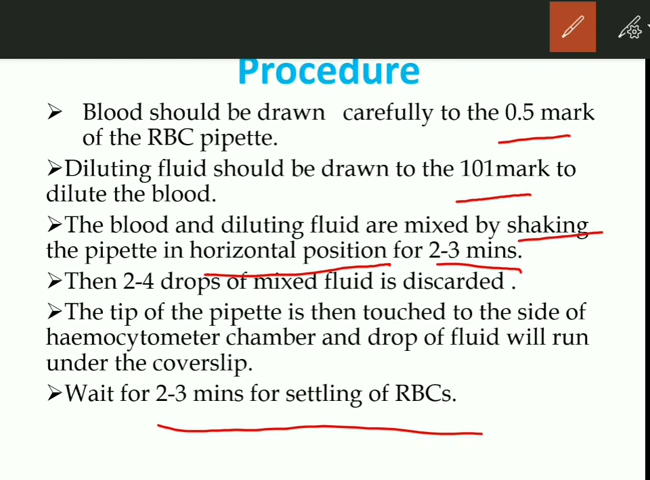 Procedure
➢ Blood should be drawn carefully to the 0.5 mark
of the RBC pipette.
➢Diluting fluid should be drawn to the 101mark to
dilute the blood.
➢The blood and diluting fluid are mixed by shaking
the pipette in horizontal position for 2-3 mins.
➢Then 2-4 drops of mixed fluid is discarded .
➢The tip of the pipette is then touched to the side of
haemocytometer chamber and drop of fluid will run
under the coverslip.
➢Wait for 2-3 mins for settling of RBCs.